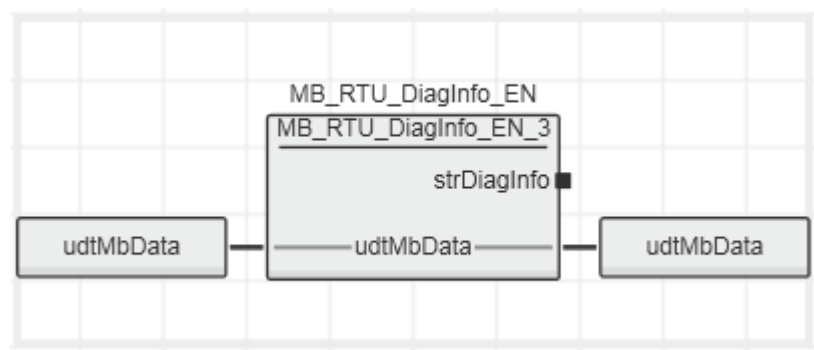 MB_RTU_DiagInfo_EN
MB_RTU_DiagInfo_EN_3
strDiagInfo
udtMbData udtMbData udtMbData